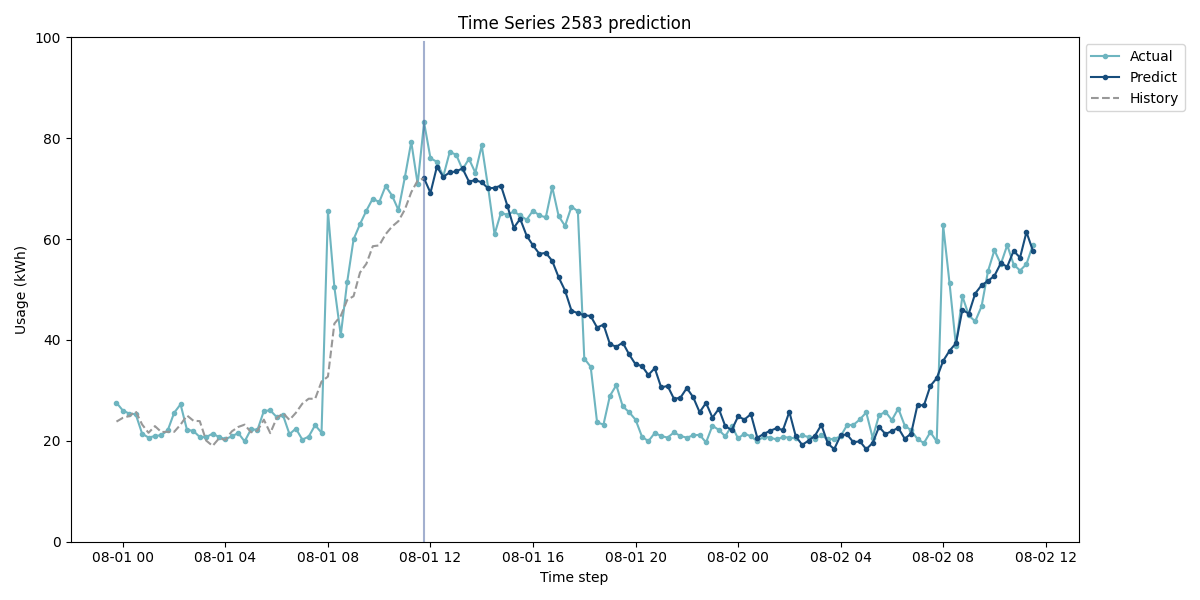 Time Series 2583 prediction
100
80
60
40
20
0
Usage (kWh)
08-01 00
08-01 04
08-01 08
08-01 12
08-01 16
08-01 20
08-02 00
08-02 04
08-02 08
08-02 12
Time step
Actual
Predict
History